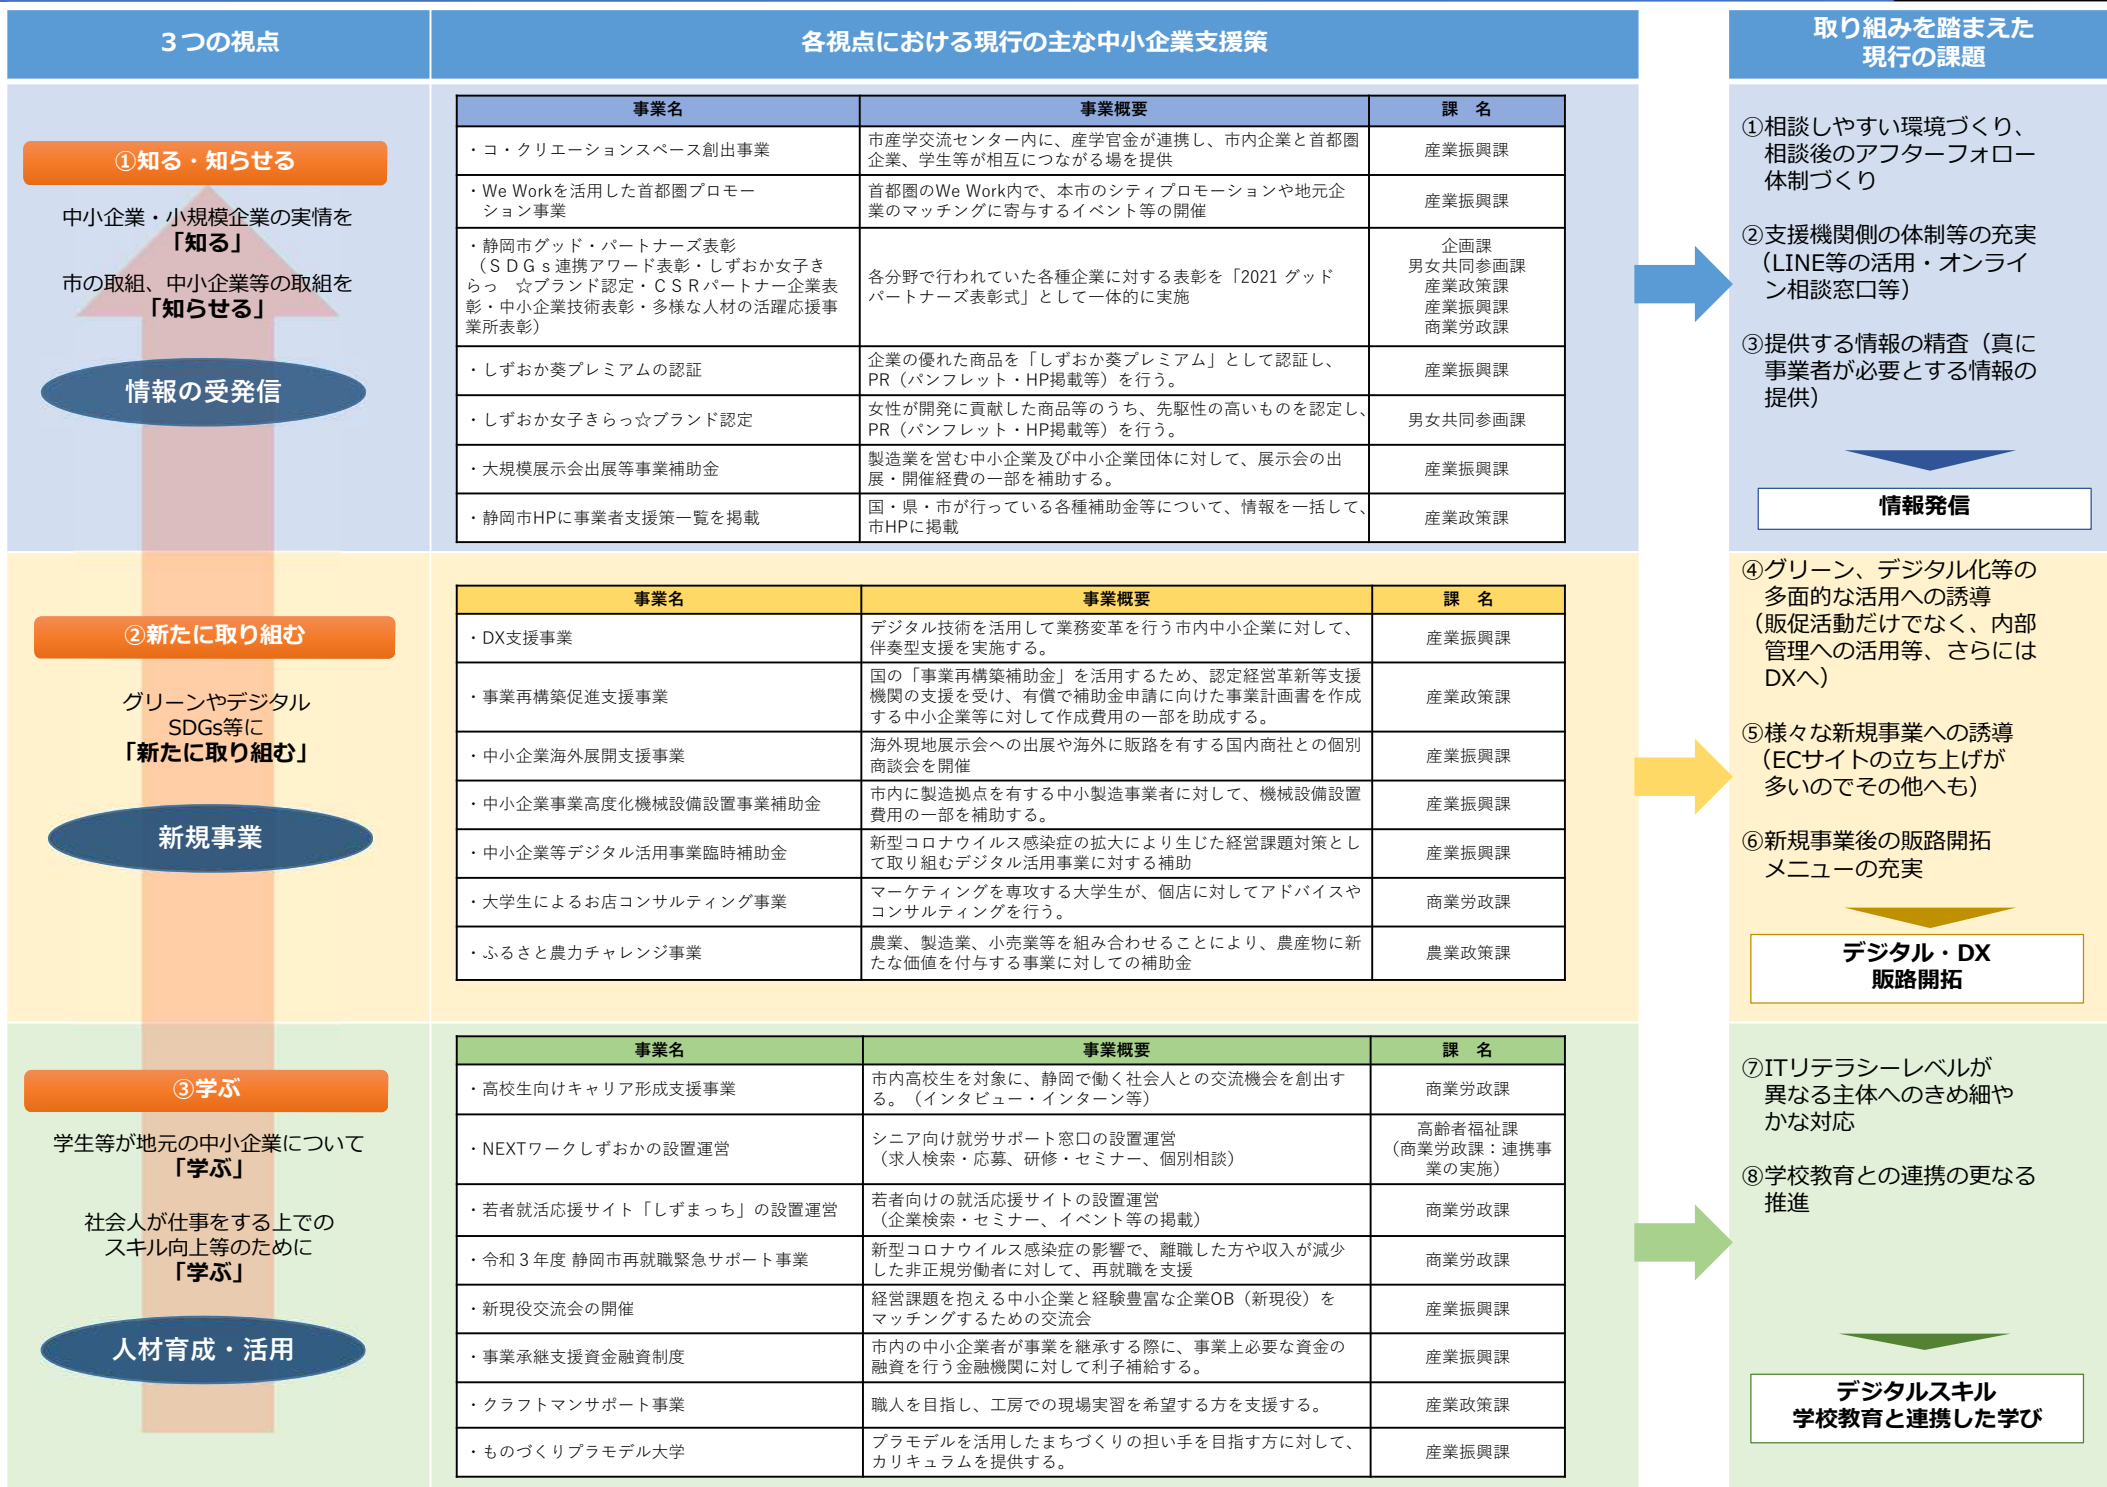 3つの視点
各視点における現行の主な中小企業支援策
取り組みを踏まえた
現行の課題
①知る・知らせる
中小企業・小規模企業の実情を
「知る」
市の取組、中小企業等の取組を
「知らせる」
情報の受発信
事業名 事業概要 課 名
・コ・クリエーションスペース創出事業
市産学交流センター内に、産学官金が連携し、市内企業と首都圏
企業、学生等が相互につながる場を提供
産業振興課
・We Workを活用した首都圏プロモー
ション事業
首都圏のWe Work内で、本市のシティプロモーションや地元企
業のマッチングに寄与するイベント等の開催
産業振興課
・静岡市グッド・パートナーズ表彰
（ＳＤＧｓ連携アワード表彰・しずおか女子き
らっ ☆ブランド認定・ＣＳＲパートナー企業表
彰・中小企業技術表彰・多様な人材の活躍応援事
業所表彰）
各分野で行われていた各種企業に対する表彰を「2021 グッド
パートナーズ表彰式」として一体的に実施
企画課
男女共同参画課
産業政策課
産業振興課
商業労政課
・しずおか葵プレミアムの認証
企業の優れた商品を「しずおか葵プレミアム」として認証し、
PR（パンフレット・HP掲載等）を行う。
産業振興課
・しずおか女子きらっ☆ブランド認定
女性が開発に貢献した商品等のうち、先駆性の高いものを認定し、
PR（パンフレット・HP掲載等）を行う。
男女共同参画課
・大規模展示会出展等事業補助金
製造業を営む中小企業及び中小企業団体に対して、展示会の出
展・開催経費の一部を補助する。
産業振興課
・静岡市HPに事業者支援策一覧を掲載
国・県・市が行っている各種補助金等について、情報を一括して、
市HPに掲載
産業政策課
①相談しやすい環境づくり、
相談後のアフターフォロー
体制づくり
②支援機関側の体制等の充実
（LINE等の活用・オンライ
ン相談窓口等）
③提供する情報の精査（真に
事業者が必要とする情報の
提供）
情報発信
②新たに取り組む
グリーンやデジタル
SDGs等に
「新たに取り組む」
新規事業
事業名 事業概要 課 名
・DX支援事業
デジタル技術を活用して業務変革を行う市内中小企業に対して、
伴奏型支援を実施する。
産業振興課
・事業再構築促進支援事業
国の「事業再構築補助金」を活用するため、認定経営革新等支援
機関の支援を受け、有償で補助金申請に向けた事業計画書を作成
する中小企業等に対して作成費用の一部を助成する。
産業政策課
・中小企業海外展開支援事業
海外現地展示会への出展や海外に販路を有する国内商社との個別
商談会を開催
産業振興課
・中小企業事業高度化機械設備設置事業補助金
市内に製造拠点を有する中小製造事業者に対して、機械設備設置
費用の一部を補助する。
産業振興課
・中小企業等デジタル活用事業臨時補助金
新型コロナウイルス感染症の拡大により生じた経営課題対策とし
て取り組むデジタル活用事業に対する補助
産業振興課
・大学生によるお店コンサルティング事業
マーケティングを専攻する大学生が、個店に対してアドバイスや
コンサルティングを行う。
商業労政課
・ふるさと農力チャレンジ事業
農業、製造業、小売業等を組み合わせることにより、農産物に新
たな価値を付与する事業に対しての補助金
農業政策課
④グリーン、デジタル化等の
多面的な活用への誘導
（販促活動だけでなく、内部
管理への活用等、さらには
DXへ）
⑤様々な新規事業への誘導
（ECサイトの立ち上げが
多いのでその他へも）
⑥新規事業後の販路開拓
メニューの充実
デジタル・DX
販路開拓
③学ぶ
学生等が地元の中小企業について
「学ぶ」
社会人が仕事をする上での
スキル向上等のために
「学ぶ」
人材育成・活用
事業名 事業概要 課 名
・高校生向けキャリア形成支援事業
市内高校生を対象に、静岡で働く社会人との交流機会を創出す
る。（インタビュー・インターン等）
商業労政課
・NEXTワークしずおかの設置運営
シニア向け就労サポート窓口の設置運営
（求人検索・応募、研修・セミナー、個別相談）
高齢者福祉課
（商業労政課：連携事
業の実施）
・若者就活応援サイト「しずまっち」の設置運営
若者向けの就活応援サイトの設置運営
（企業検索・セミナー、イベント等の掲載）
商業労政課
・令和３年度 静岡市再就職緊急サポート事業
新型コロナウイルス感染症の影響で、離職した方や収入が減少
した非正規労働者に対して、再就職を支援
商業労政課
・新現役交流会の開催
経営課題を抱える中小企業と経験豊富な企業OB（新現役）を
マッチングするための交流会
産業振興課
・事業承継支援資金融資制度
市内の中小企業者が事業を継承する際に、事業上必要な資金の
融資を行う金融機関に対して利子補給する。
産業振興課
・クラフトマンサポート事業
職人を目指し、工房での現場実習を希望する方を支援する。
産業政策課
・ものづくりプラモデル大学
プラモデルを活用したまちづくりの担い手を目指す方に対して、
カリキュラムを提供する。
産業振興課
⑦ITリテラシーレベルが
異なる主体へのきめ細や
かな対応
⑧学校教育との連携の更なる
推進
デジタルスキル
学校教育と連携した学び